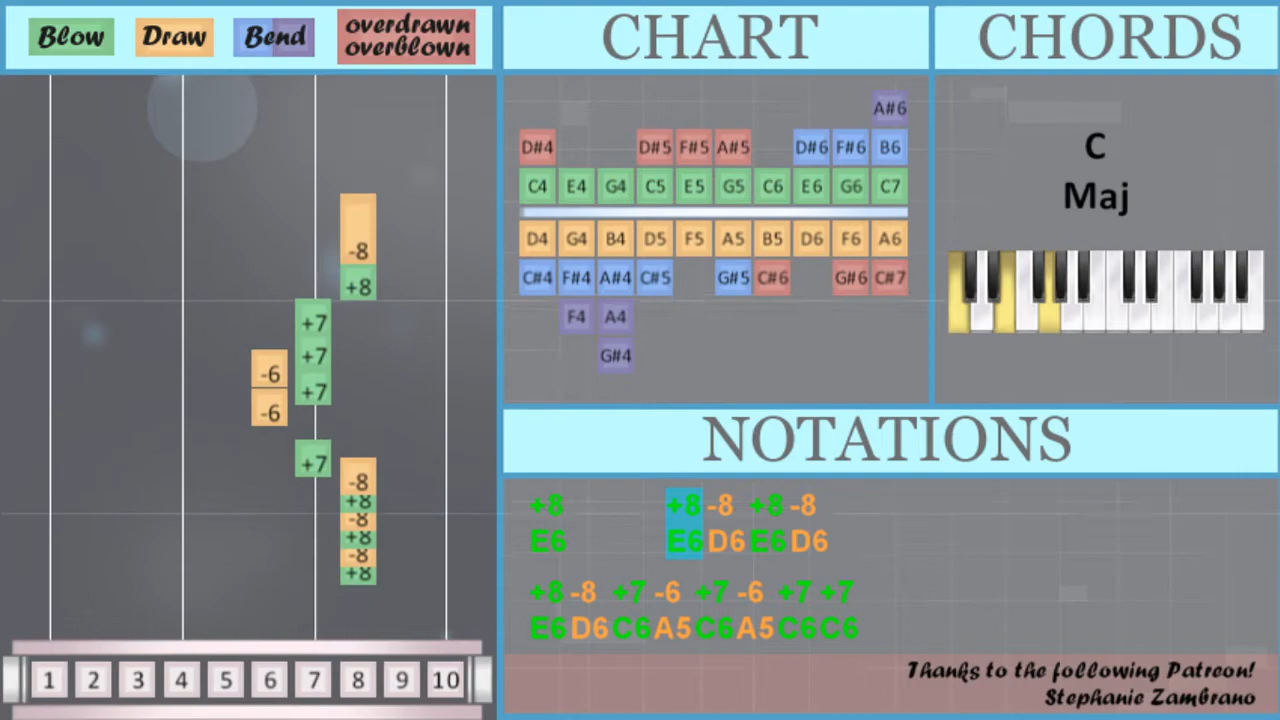 Blow Draw Bend overdrawn
overblown
CHART
CHORDS
-8
+8
+7
+7
-6
+7
-6
+7
-8
+8
-8
+8
-8
+8
1 2 3 4 5 6 7 8 9 10
A#6
D#4 D#5 F#5 A#5 D#6 F#6 B6
C4 E4 G4 C5 E5 G5 C6 E6 G6 C7
D4 G4 B4 D5 F5 A5 B5 D6 F6 A6
C#4 F#4 A#4 C#5 G#5 C#6 G#6 C#7
F4 A4
G#4
C
Maj
NOTATIONS
+8 +8 -8 +8 -8
E6 E6 D6 E6 D6
+8 -8 +7 -6 +7 -6 +7 +7
E6 D6 C6 A5 C6 A5 C6 C6
Thanks to the following Patreon!
Stephanie Zambrano